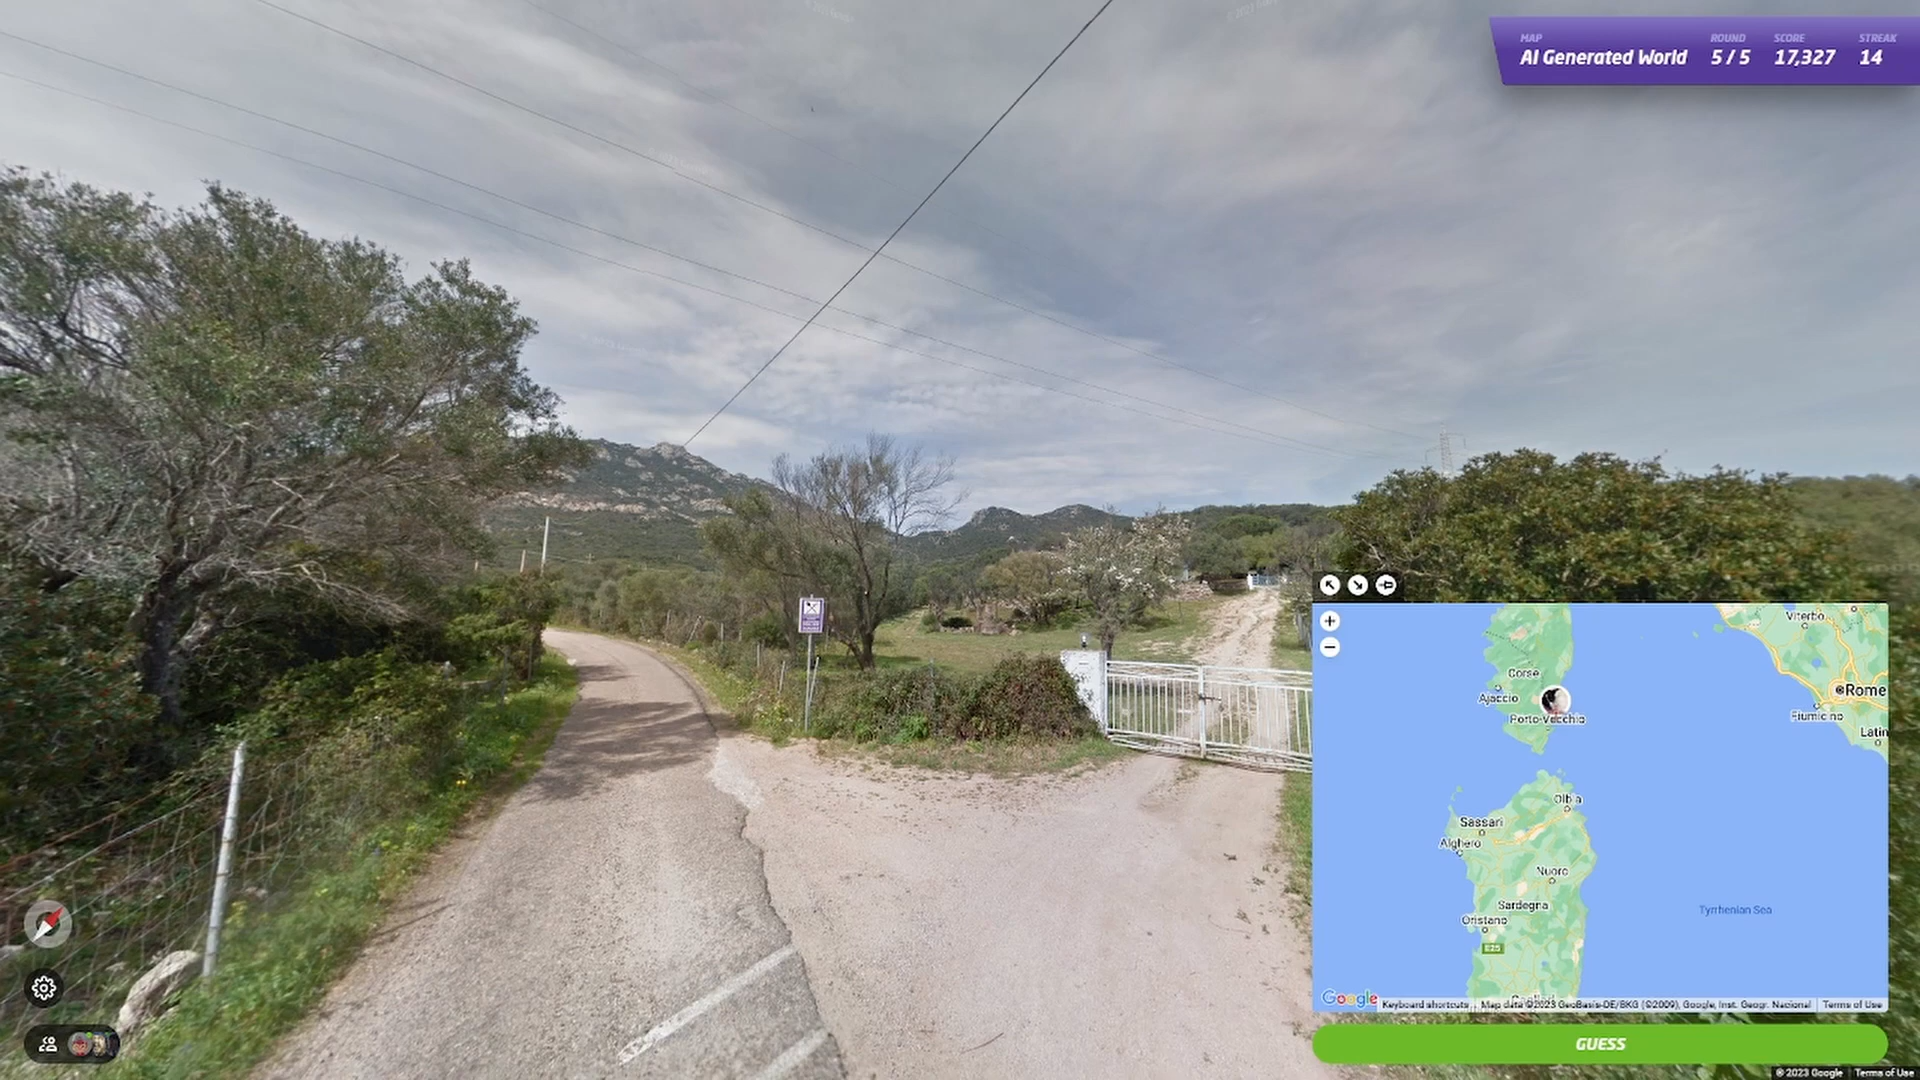 MAP
AI Generated World
ROUND
5 / 5
SCORE
17,327
STREAK
14
Viterbo
Corse
Ajaccio
Porto-Vecchio
Rome
Fiumicino
Latin
Olbia
Sassari
Alghero
Nuoro
Sardegna
Oristano
E25
Tyrrhenian Sea
Google
Keyboard shortcuts
Map data ©2023 GeoBasis-DE/BKG (©2009), Google, Inst. Geogr. Nacional
Terms of Use
GUESS
© 2023 Google
Terms of Use